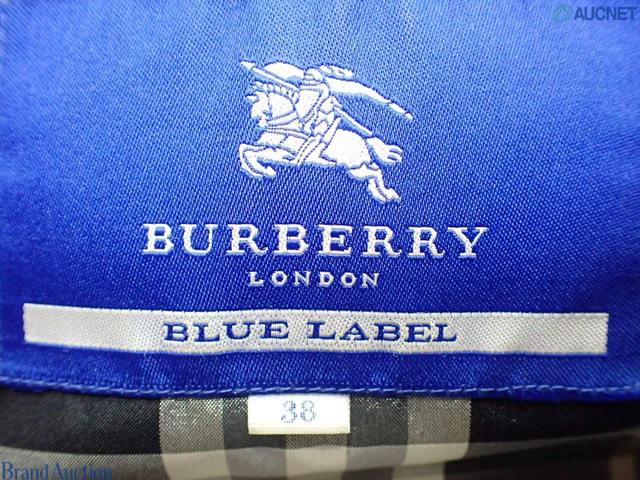 AUCNET
BURBERRY
LONDON
BLUE LABEL
38
Brand Auction